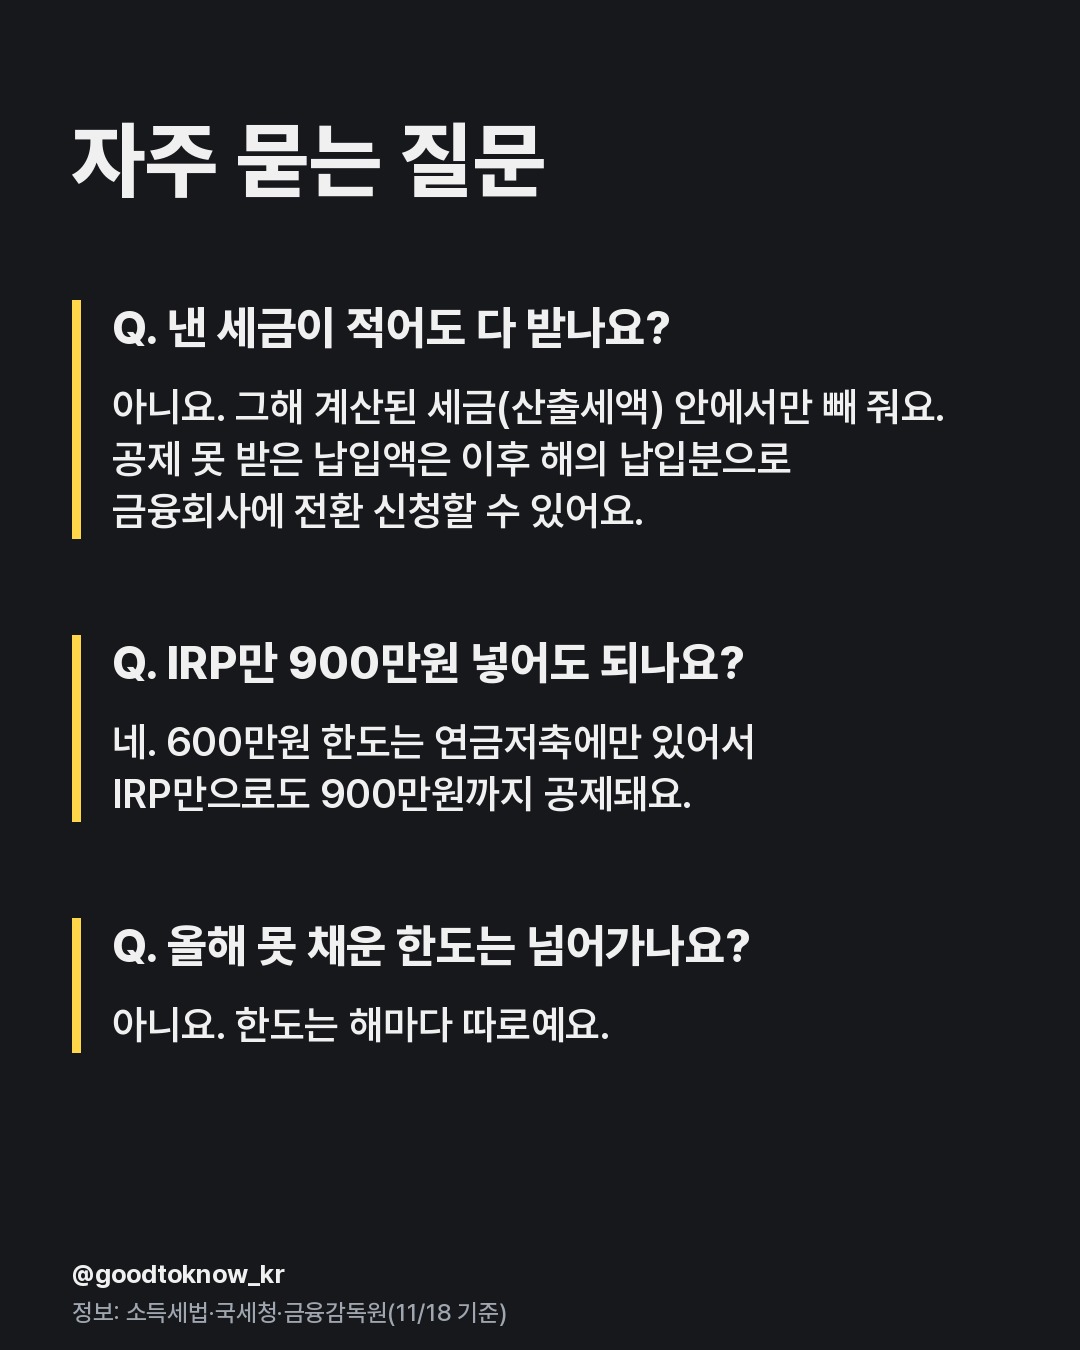 자주 묻는 질문
Q. 낸 세금이 적어도 다 받나요?
아니요. 그해 계산된 세금(산출세액) 안에서만 빼 줘요.
공제 못 받은 납입액은 이후 해의 납입분으로
금융회사에 전환 신청할 수 있어요.
Q. IRP만 900만원 넣어도 되나요?
네. 600만원 한도는 연금저축에만 있어서
IRP만으로도 900만원까지 공제돼요.
Q. 올해 못 채운 한도는 넘어가나요?
아니요. 한도는 해마다 따로예요.
@goodtoknow_kr
정보: 소득세법·국세청·금융감독원(11/18 기준)